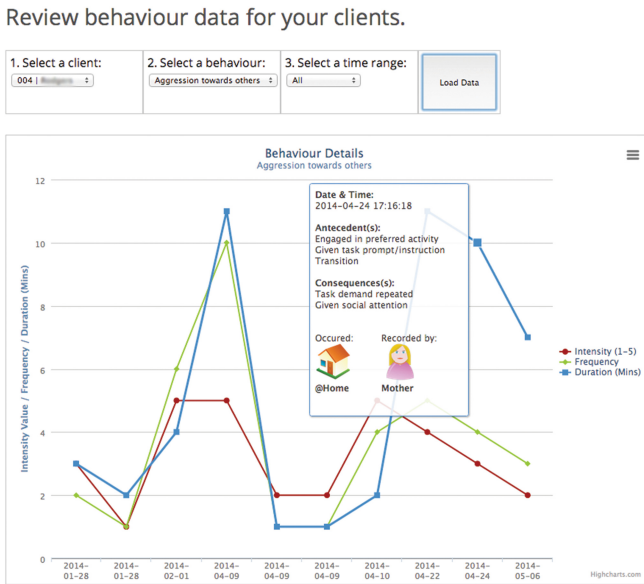 Review behaviour data for your clients.
1. Select a client:
2. Select a behaviour:
3. Select a time range:
004 |
Aggression towards others
All
Load Data
Behaviour Details
Aggression towards others
Date & Time:
2014-04-24 17:16:18
Antecedent(s):
Engaged in preferred activity
Given task prompt/instruction
Transition
Consequences(s):
Task demand repeated
Given social attention
Occured:
Recorded by:
@Home
Mother
Intensity Value / Frequency / Duration (Mins)
12
10
8
6
4
2
0
Intensity (1-5)
Frequency
Duration (Mins)
2014-
01-28
2014-
01-28
2014-
02-01
2014-
04-09
2014-
04-09
2014-
04-09
2014-
04-10
2014-
04-22
2014-
04-24
2014-
05-06
Highcharts.com